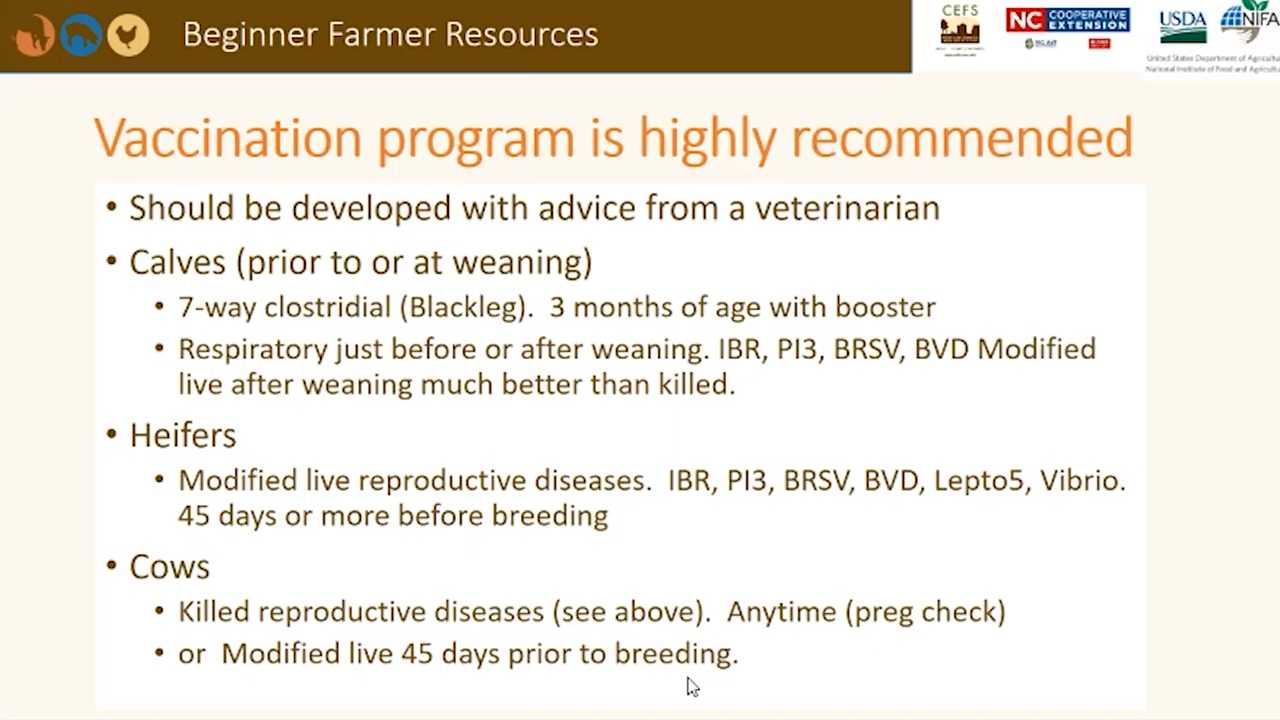 Beginner Farmer Resources
CEFS
NC COOPERATIVE
EXTENSION
USDA
NIFA
United States Department of Agricultu
National Institute of Food and Agricultu
Vaccination program is highly recommended
• Should be developed with advice from a veterinarian
• Calves (prior to or at weaning)
• 7-way clostridial (Blackleg).  3 months of age with booster
• Respiratory just before or after weaning. IBR, PI3, BRSV, BVD Modified
live after weaning much better than killed.
• Heifers
• Modified live reproductive diseases.  IBR, PI3, BRSV, BVD, Lepto5, Vibrio.
45 days or more before breeding
• Cows
• Killed reproductive diseases (see above).  Anytime (preg check)
• or  Modified live 45 days prior to breeding.